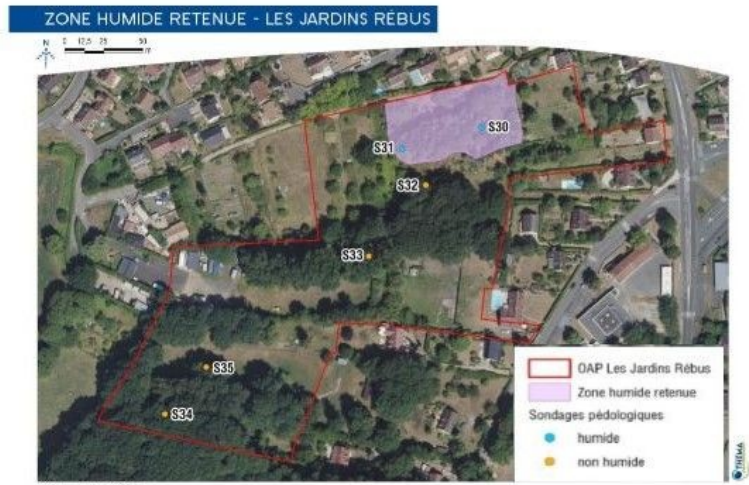 ZONE HUMIDE RETENUE - LES JARDINS RÉBUS
N
0 12,5 25 50
m
S30
S31
S32
S33
S35
S34
OAP Les Jardins Rébus
Zone humide retenue
Sondages pédologiques
humide
non humide
THEMA